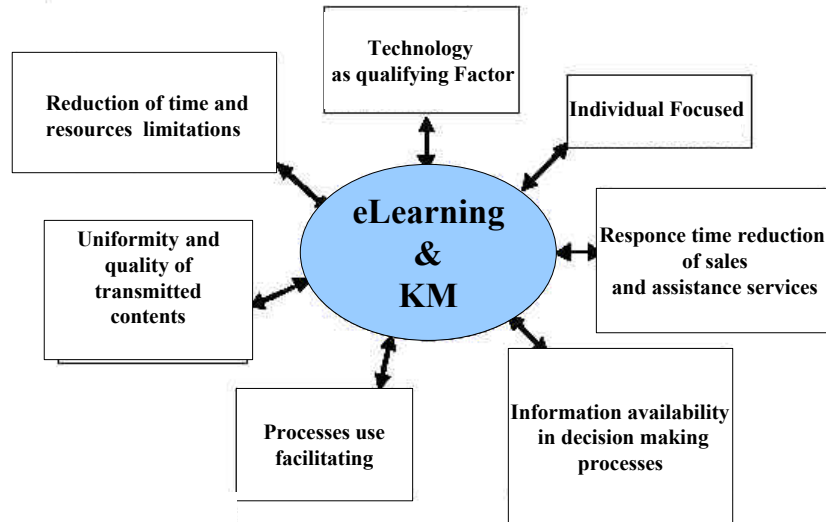 Technology
as qualifying Factor
Reduction of time and
resources limitations
Individual Focused
eLearning
&
KM
Uniformity and
quality of
transmitted
contents
Responce time reduction
of sales
and assistance services
Processes use
facilitating
Information availability
in decision making
processes